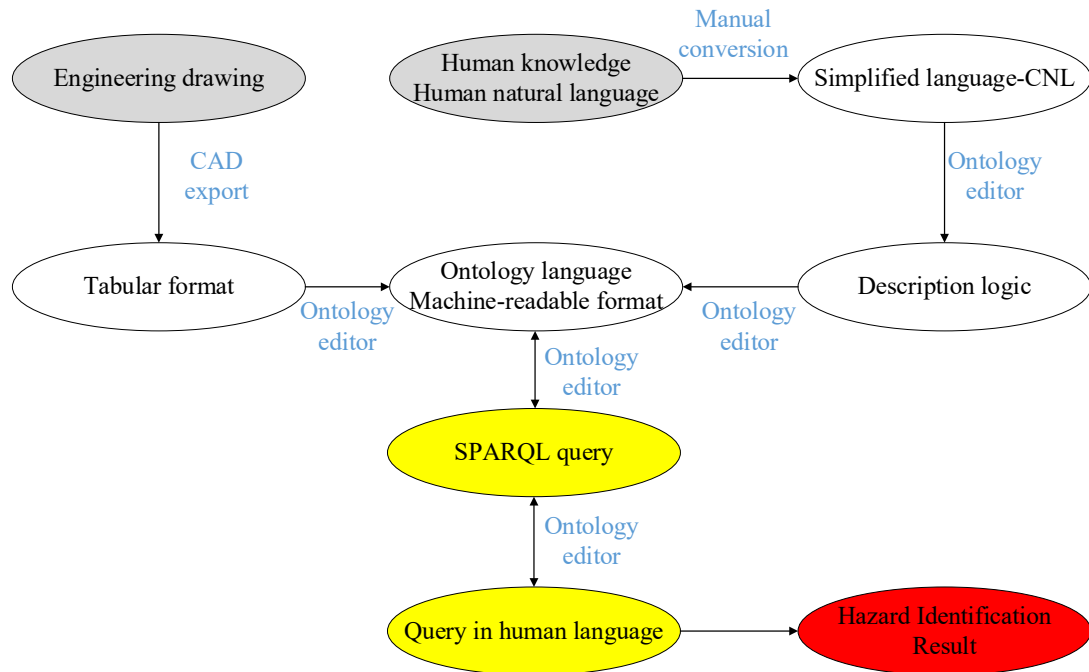 Manual
conversion
Engineering drawing
Human knowledge
Human natural language
Simplified language-CNL
CAD
export
Ontology
editor
Tabular format
Ontology language
Machine-readable format
Description logic
Ontology
editor
Ontology
editor
Ontology
editor
SPARQL query
Ontology
editor
Query in human language
Hazard Identification
Result